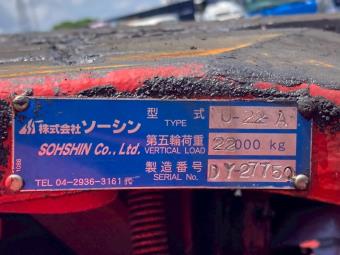 株式会社ソーシン
SOHSHIN Co., Ltd.
TEL 04-2936-3161 代
型式 TYPE U-22-A
第五輪荷重 VERTICAL LOAD 22000 kg
製造番号 SERIAL No. DY-27750